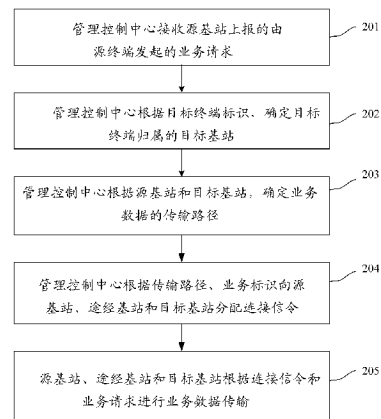 管理控制中心接收源基站上报的由
源终端发起的业务请求
201
管理控制中心根据目标终端标识、确定目标
终端归属的目标基站
202
管理控制中心根据源基站和目标基站，确定业务
数据的传输路径
203
管理控制中心根据传输路径、业务标识向源
基站、途经基站和目标基站分配连接信令
204
源基站、途经基站和目标基站根据连接信令和
业务请求进行业务数据传输
205